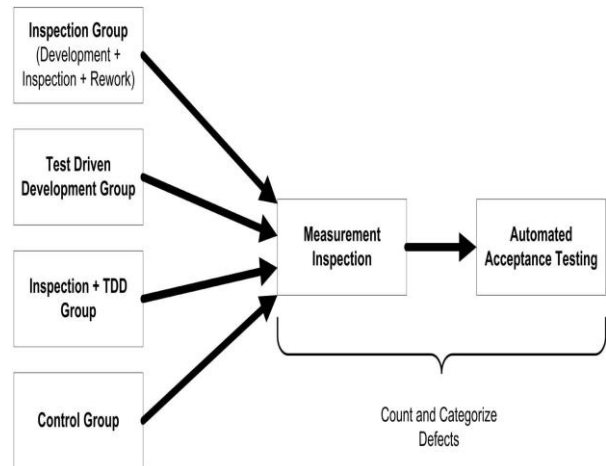 Inspection Group
(Development +
Inspection + Rework)
Test Driven
Development Group
Inspection + TDD
Group
Control Group
Measurement
Inspection
Automated
Acceptance Testing
Count and Categorize
Defects